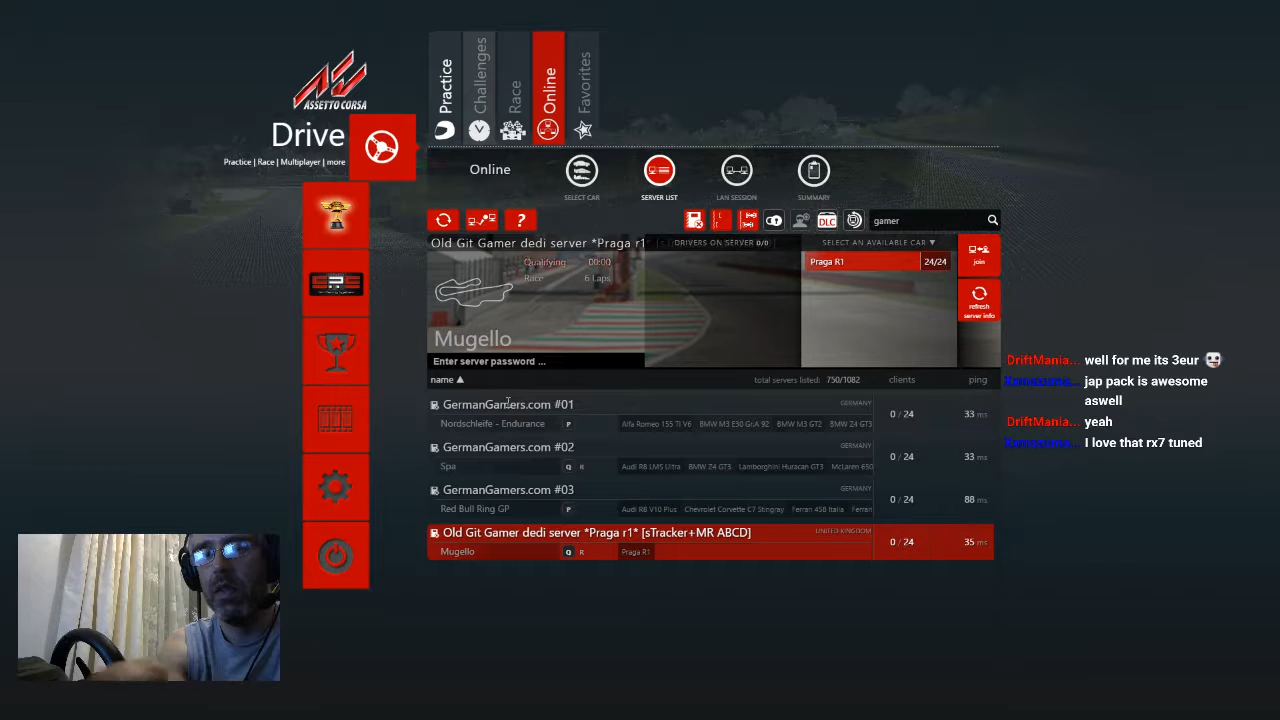 ASSETTO CORSA
Drive
Practice | Race | Multiplayer | more
Practice
Challenges
Race
Online
Favorites
Online
SELECT CAR
SERVER LIST
LAN SESSION
SUMMARY
?
DLC
gamer
Old Git Gamer dedi server *Praga r1*
DRIVERS ON SERVER 0/0
SELECT AN AVAILABLE CAR ▼
Qualifying 00:00
Race 6 Laps
Praga R1 24/24
join
refresh server info
Mugello
Enter server password ...
name ▲ total servers listed: 750/1082 clients ping
GermanGamers.com #01 GERMANY
Nordschleife - Endurance P Alfa Romeo 155 TI V6 BMW M3 E30 Gr.A 92 BMW M3 GT2 BMW Z4 GT3 0 / 24 33 ms
GermanGamers.com #02 GERMANY
Spa Q R Audi R8 LMS Ultra BMW Z4 GT3 Lamborghini Huracan GT3 McLaren 650 0 / 24 33 ms
GermanGamers.com #03 GERMANY
Red Bull Ring GP P Audi R8 V10 Plus Chevrolet Corvette C7 Stingray Ferrari 458 Italia Ferrari 0 / 24 88 ms
Old Git Gamer dedi server *Praga r1* [sTracker+MR ABCD] UNITED KINGDOM
Mugello Q R Praga R1 0 / 24 35 ms
DriftMania... well for me its 3eur
jap pack is awesome
aswell
DriftMania... yeah
I love that rx7 tuned